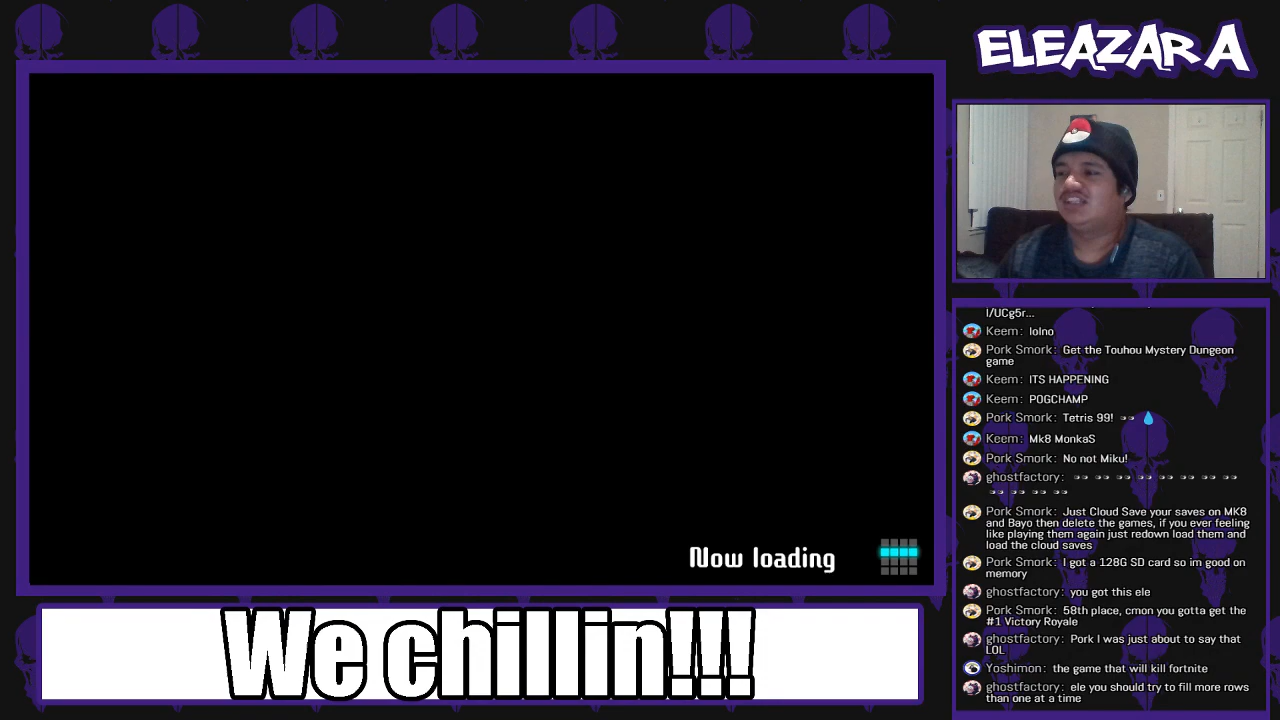 ELEAZAR A
Now loading
We chillin!!!
l/UCg5r...
Keem: lolno
Pork Smork: Get the Touhou Mystery Dungeon
game
Keem: ITS HAPPENING
Keem: POGCHAMP
Pork Smork: Tetris 99!
Keem: Mk8 MonkaS
Pork Smork: No not Miku!
ghostfactory:
Pork Smork: Just Cloud Save your saves on MK8
and Bayo then delete the games, if you ever feeling
like playing them again just redown load them and
load the cloud saves
Pork Smork: I got a 128G SD card so im good on
memory
ghostfactory: you got this ele
Pork Smork: 58th place, cmon you gotta get the
#1 Victory Royale
ghostfactory: Pork I was just about to say that
LOL
Yoshimon: the game that will kill fortnite
ghostfactory: ele you should try to fill more rows
than one at a time